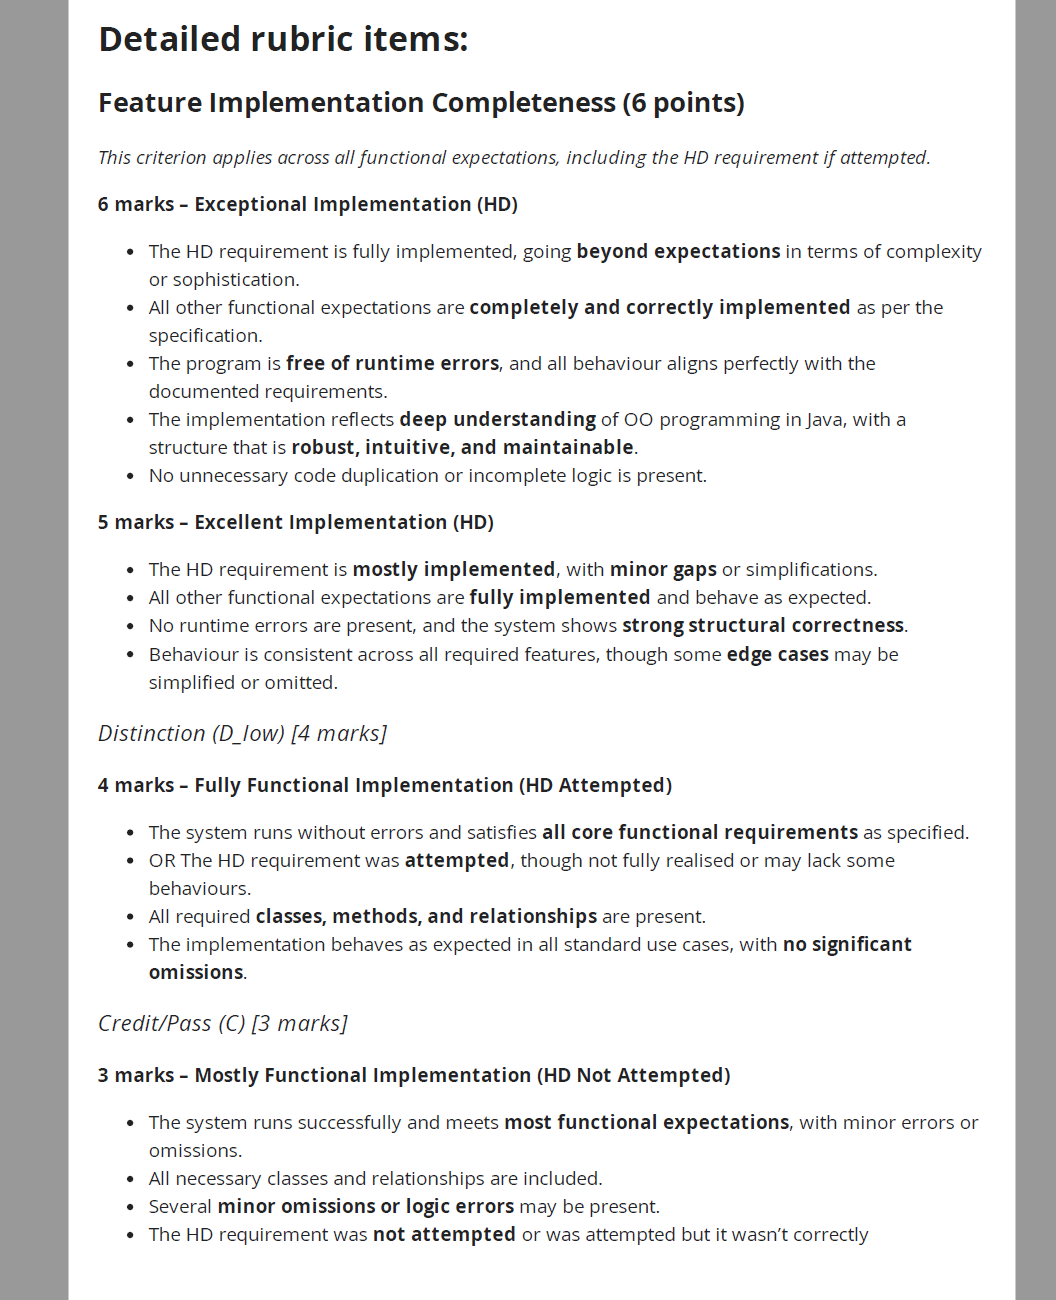 Detailed rubric items:
Feature Implementation Completeness (6 points)
This criterion applies across all functional expectations, including the HD requirement if attempted.
6 marks – Exceptional Implementation (HD)
• The HD requirement is fully implemented, going beyond expectations in terms of complexity
or sophistication.
• All other functional expectations are completely and correctly implemented as per the
specification.
• The program is free of runtime errors, and all behaviour aligns perfectly with the
documented requirements.
• The implementation reflects deep understanding of OO programming in Java, with a
structure that is robust, intuitive, and maintainable.
• No unnecessary code duplication or incomplete logic is present.
5 marks – Excellent Implementation (HD)
• The HD requirement is mostly implemented, with minor gaps or simplifications.
• All other functional expectations are fully implemented and behave as expected.
• No runtime errors are present, and the system shows strong structural correctness.
• Behaviour is consistent across all required features, though some edge cases may be
simplified or omitted.
Distinction (D_low) [4 marks]
4 marks – Fully Functional Implementation (HD Attempted)
• The system runs without errors and satisfies all core functional requirements as specified.
• OR The HD requirement was attempted, though not fully realised or may lack some
behaviours.
• All required classes, methods, and relationships are present.
• The implementation behaves as expected in all standard use cases, with no significant
omissions.
Credit/Pass (C) [3 marks]
3 marks – Mostly Functional Implementation (HD Not Attempted)
• The system runs successfully and meets most functional expectations, with minor errors or
omissions.
• All necessary classes and relationships are included.
• Several minor omissions or logic errors may be present.
• The HD requirement was not attempted or was attempted but it wasn’t correctly